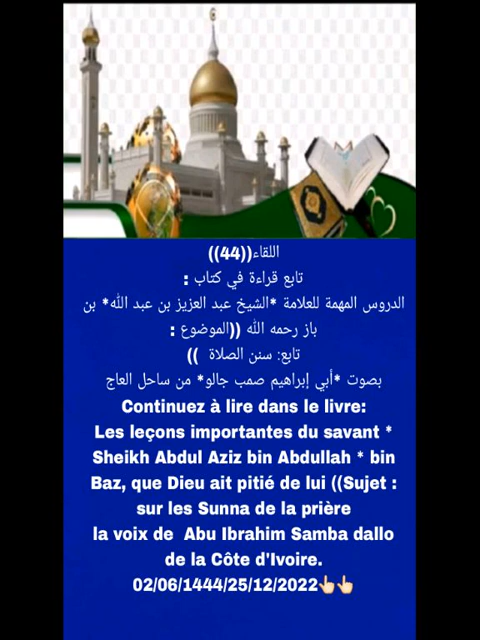 اللقاء((44))
تابع قراءة في كتاب :
الدروس المهمة للعلامة *الشيخ عبد العزيز بن عبد الله* بن
باز رحمه الله ((الموضوع :
تابع: سنن الصلاة ))
بصوت *أبي إبراهيم صمب جالو* من ساحل العاج
Continuez à lire dans le livre:
Les leçons importantes du savant *
Sheikh Abdul Aziz bin Abdullah * bin
Baz, que Dieu ait pitié de lui ((Sujet :
sur les Sunna de la prière
la voix de Abu Ibrahim Samba dallo
de la Côte d'Ivoire.
02/06/1444/25/12/2022👆🏻👆🏻